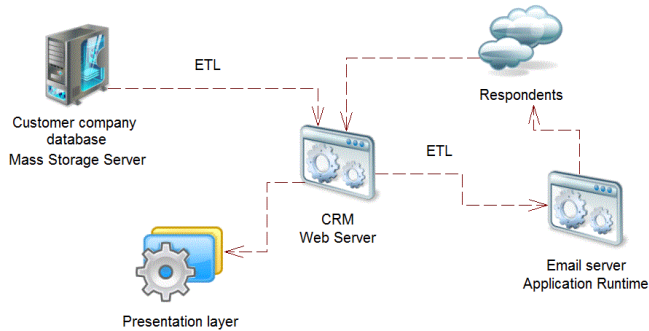 ETL
Respondents
Customer company
database
Mass Storage Server
ETL
CRM
Web Server
Email server
Application Runtime
Presentation layer